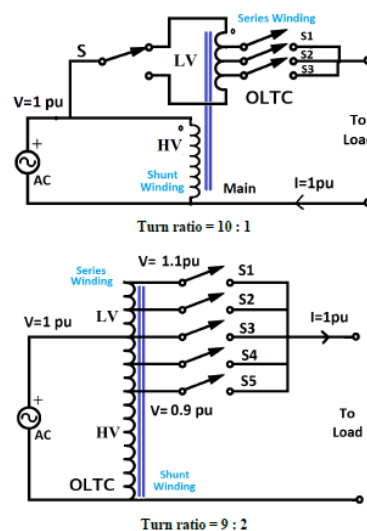 Series Winding
S
LV
S1
S2
S3
OLTC
V=1 pu
To
Load
HV
AC
Shunt
Winding
Main
I=1pu
Turn ratio = 10 : 1
Series
Winding
V= 1.1pu
S1
LV
S2
V=1 pu
I=1pu
S3
S4
S5
V= 0.9 pu
AC
HV
To
Load
OLTC
Shunt
Winding
Turn ratio = 9 : 2